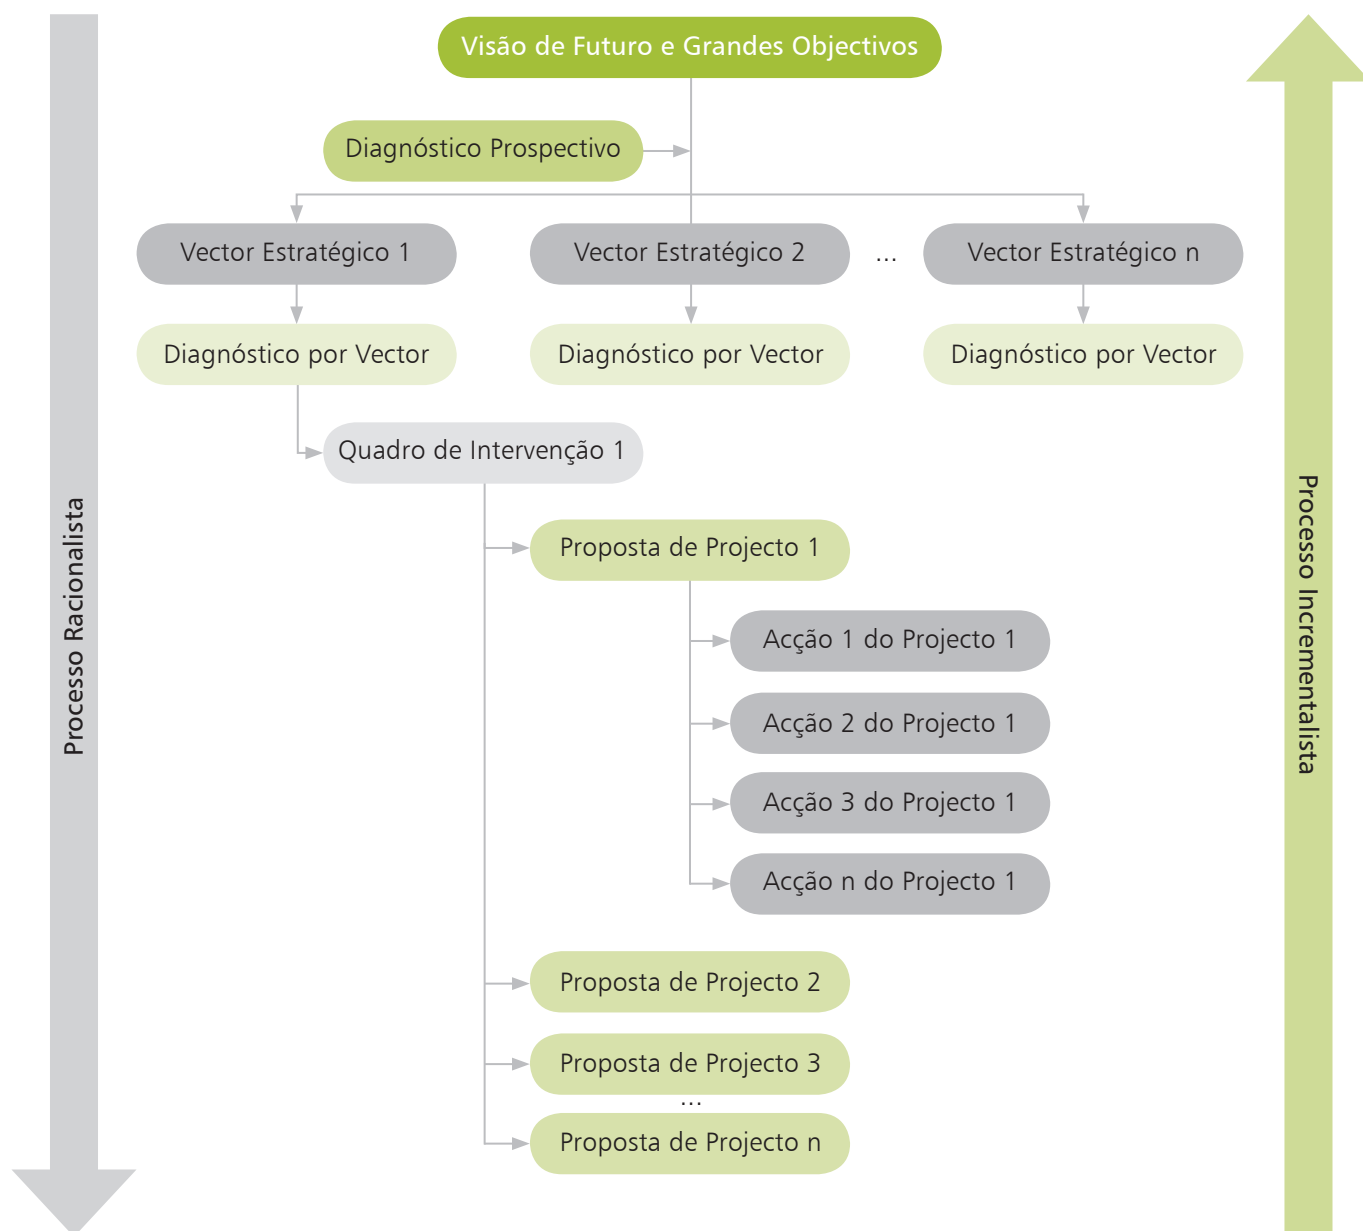 Visão de Futuro e Grandes Objectivos
Diagnóstico Prospectivo
Vector Estratégico 1
Vector Estratégico 2
...
Vector Estratégico n
Diagnóstico por Vector
Diagnóstico por Vector
Diagnóstico por Vector
Quadro de Intervenção 1
Proposta de Projecto 1
Acção 1 do Projecto 1
Acção 2 do Projecto 1
Acção 3 do Projecto 1
Acção n do Projecto 1
Proposta de Projecto 2
Proposta de Projecto 3
...
Proposta de Projecto n
Processo Racionalista
Processo Incrementalista